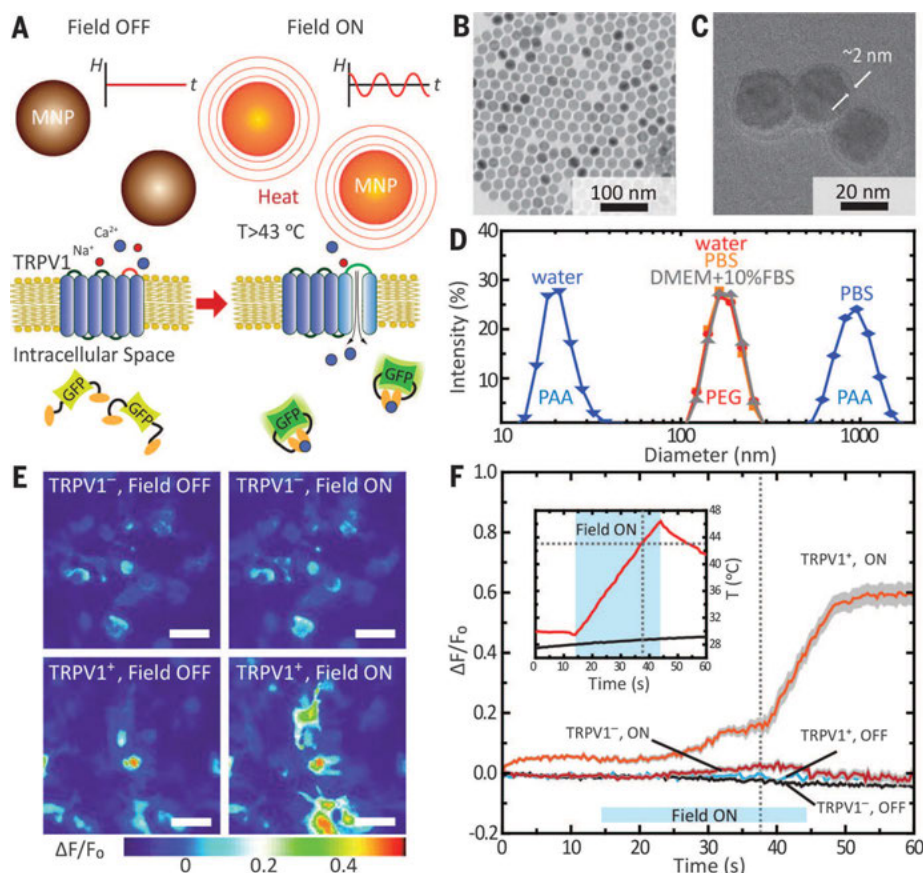 A
Field OFF
Field ON
H
t
H
t
MNP
Heat
MNP
T>43 ºC
Ca²⁺
Na⁺
TRPV1
Intracellular Space
GFP
GFP
GFP
GFP
B
100 nm
C
~2 nm
20 nm
D
water
water
PBS
DMEM+10%FBS
PBS
PAA
PEG
PAA
Intensity (%)
40
30
20
10
10
100
1000
Diameter (nm)
E
TRPV1⁻, Field OFF
TRPV1⁻, Field ON
TRPV1⁺, Field OFF
TRPV1⁺, Field ON
ΔF/F₀
0
0.2
0.4
F
1.0
0.8
0.6
0.4
0.2
0.0
-0.2
ΔF/F₀
Field ON
48
44
40
36
32
28
T (ºC)
0
20
40
60
Time (s)
TRPV1⁺, ON
TRPV1⁻, ON
TRPV1⁺, OFF
TRPV1⁻, OFF
Field ON
0
10
20
30
40
50
60
Time (s)